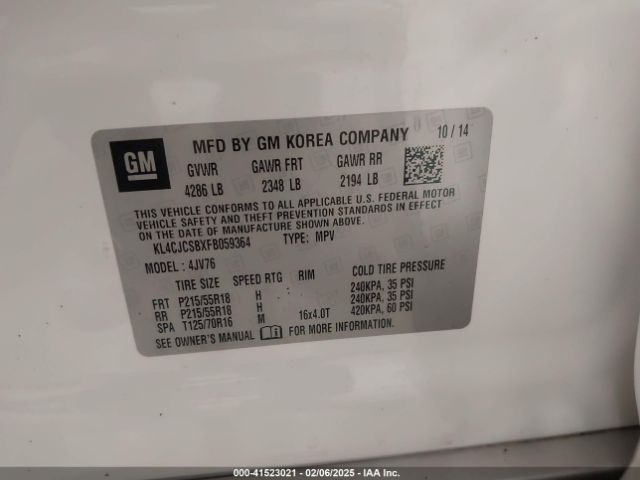 GM
MFD BY GM KOREA COMPANY 10/14
GVWR GAWR FRT GAWR RR
4286 LB 2348 LB 2194 LB
THIS VEHICLE CONFORMS TO ALL APPLICABLE U.S. FEDERAL MOTOR
VEHICLE SAFETY AND THEFT PREVENTION STANDARDS IN EFFECT
ON THE DATE OF MANUFACTURE SHOWN ABOVE.
KL4CJCSBXFB059364 TYPE: MPV
MODEL: 4JV76
TIRE SIZE SPEED RTG RIM COLD TIRE PRESSURE
FRT P215/55R18 H 240KPA, 35 PSI
RR P215/55R18 H 240KPA, 35 PSI
SPA T125/70R16 M 16x4.0T 420KPA, 60 PSI
SEE OWNER'S MANUAL FOR MORE INFORMATION.
000-41523021 - 02/06/2025 - IAA Inc.